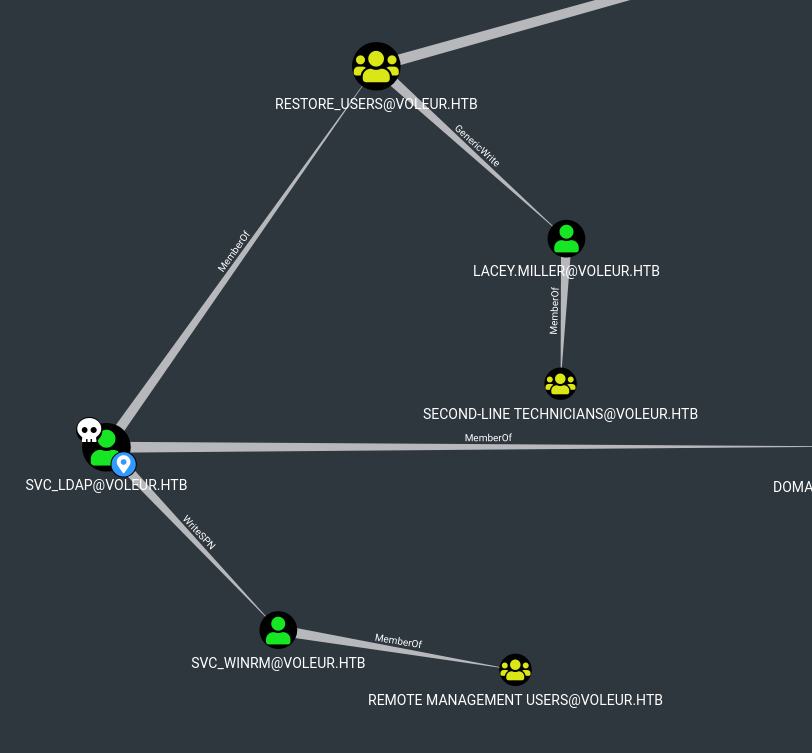 RESTORE_USERS@VOLEUR.HTB
GenericWrite
MemberOf
LACEY.MILLER@VOLEUR.HTB
MemberOf
SECOND-LINE TECHNICIANS@VOLEUR.HTB
MemberOf
SVC_LDAP@VOLEUR.HTB
DOMA
WriteSPN
MemberOf
SVC_WINRM@VOLEUR.HTB
REMOTE MANAGEMENT USERS@VOLEUR.HTB